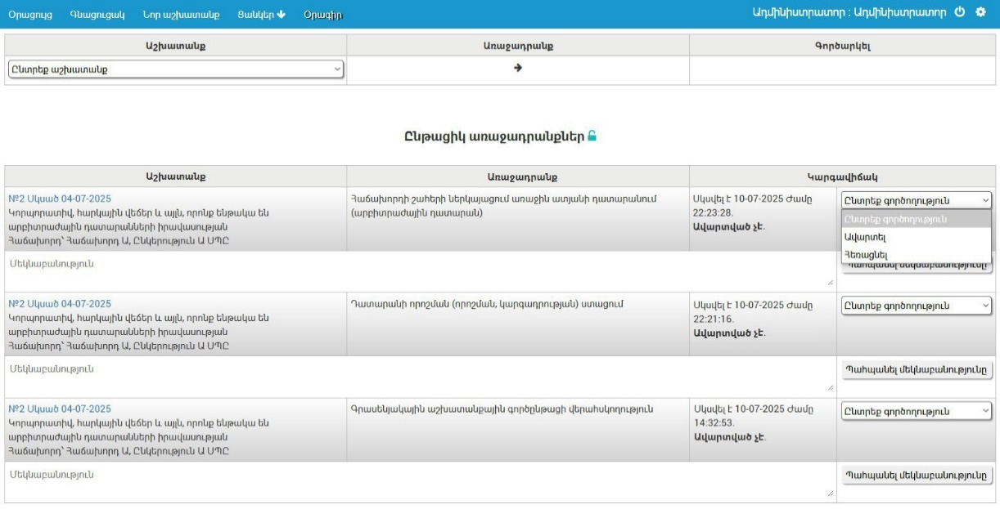 Օրացույց Գնացուցակ Նոր աշխատանք Ցանկեր Օրագիր Ադմինիստրատոր : Ադմինիստրատոր
Աշխատանք Առաջադրանք Գործարկել
Ընտրեք աշխատանք
Ընթացիկ առաջադրանքներ
Աշխատանք Առաջադրանք Կարգավիճակ
№2 Սկսած 04-07-2025
Կորպորատիվ, հարկային վեճեր և այլն, որոնք ենթակա են
արբիտրաժային դատարանների իրավասության
Հաճախորդ՝ Հաճախորդ Ա, Ընկերություն Ա ՍՊԸ
Հաճախորդի շահերի ներկայացում առաջին ատյանի դատարանում
(արբիտրաժային դատարան)
Սկսվել է 10-07-2025 Ժամը
22:23:28.
Ավարտված չէ.
Ընտրեք գործողություն
Ընտրեք գործողություն
Ավարտել
Հեռացնել
Մեկնաբանություն
Պահպանել մեկնաբանությունը
№2 Սկսած 04-07-2025
Կորպորատիվ, հարկային վեճեր և այլն, որոնք ենթակա են
արբիտրաժային դատարանների իրավասության
Հաճախորդ՝ Հաճախորդ Ա, Ընկերություն Ա ՍՊԸ
Դատարանի որոշման (որոշման, կարգադրության) ստացում
Սկսվել է 10-07-2025 Ժամը
22:21:16.
Ավարտված չէ.
Ընտրեք գործողություն
Մեկնաբանություն
Պահպանել մեկնաբանությունը
№2 Սկսած 04-07-2025
Կորպորատիվ, հարկային վեճեր և այլն, որոնք ենթակա են
արբիտրաժային դատարանների իրավասության
Հաճախորդ՝ Հաճախորդ Ա, Ընկերություն Ա ՍՊԸ
Գրասենյակային աշխատանքային գործընթացի վերահսկողություն
Սկսվել է 10-07-2025 Ժամը
14:32:53.
Ավարտված չէ.
Ընտրեք գործողություն
Մեկնաբանություն
Պահպանել մեկնաբանությունը